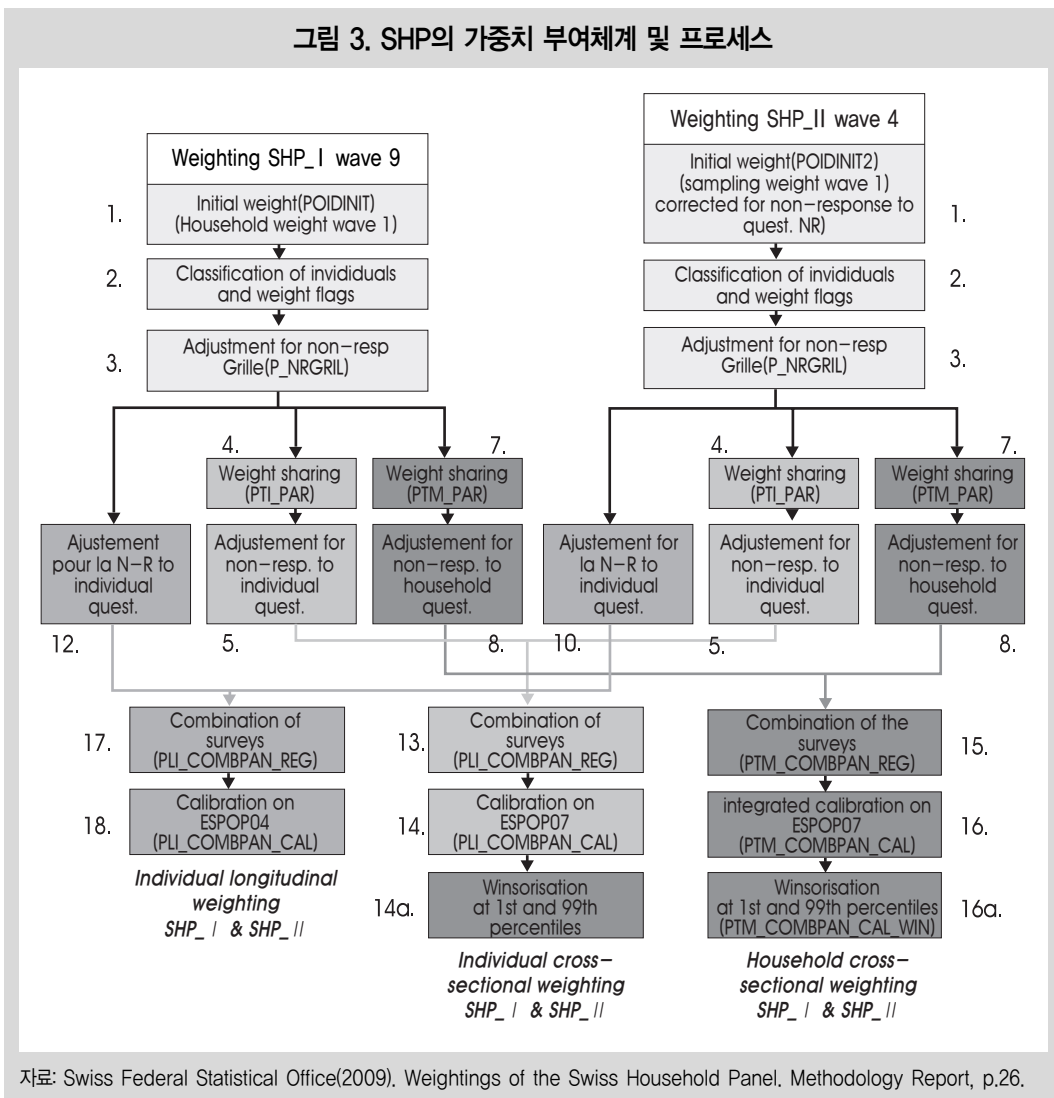 그림 3. SHP의 가중치 부여체계 및 프로세스
Weighting SHP_Ⅰ wave 9
1.
Initial weight(POIDINIT)
(Household weight wave 1)
2.
Classification of invididuals
and weight flags
3.
Adjustment for non-resp
Grille(P_NRGRIL)
Weighting SHP_Ⅱ wave 4
Initial weight(POIDINIT2)
(sampling weight wave 1)
corrected for non-response to
quest. NR)
1.
Classification of invididuals
and weight flags
2.
Adjustment for non-resp
Grille(P_NRGRIL)
3.
4.
Weight sharing
(PTI_PAR)
7.
Weight sharing
(PTM_PAR)
4.
Weight sharing
(PTI_PAR)
7.
Weight sharing
(PTM_PAR)
Ajustement
pour la N-R to
individual
quest.
12.
Adjustement for
non-resp. to
individual
quest.
5.
Adjustement for
non-resp. to
household
quest.
8.
Ajustement for
la N-R to
individual
quest.
10.
Adjustement for
non-resp. to
individual
quest.
5.
Adjustement for
non-resp. to
household
quest.
8.
17.
Combination of
surveys
(PLI_COMBPAN_REG)
18.
Calibration on
ESPOP04
(PLI_COMBPAN_CAL)
Individual longitudinal
weighting
SHP_Ⅰ & SHP_Ⅱ
13.
Combination of
surveys
(PLI_COMBPAN_REG)
14.
Calibration on
ESPOP07
(PLI_COMBPAN_CAL)
14a.
Winsorisation
at 1st and 99th
percentiles
Individual cross-
sectional weighting
SHP_Ⅰ & SHP_Ⅱ
Combination of the
surveys
(PTM_COMBPAN_REG)
15.
integrated calibration on
ESPOP07
(PTM_COMBPAN_CAL)
16.
Winsorisation
at 1st and 99th percentiles
(PTM_COMBPAN_CAL_WIN)
16a.
Household cross-
sectional weighting
SHP_Ⅰ & SHP_Ⅱ
자료: Swiss Federal Statistical Office(2009). Weightings of the Swiss Household Panel. Methodology Report, p.26.